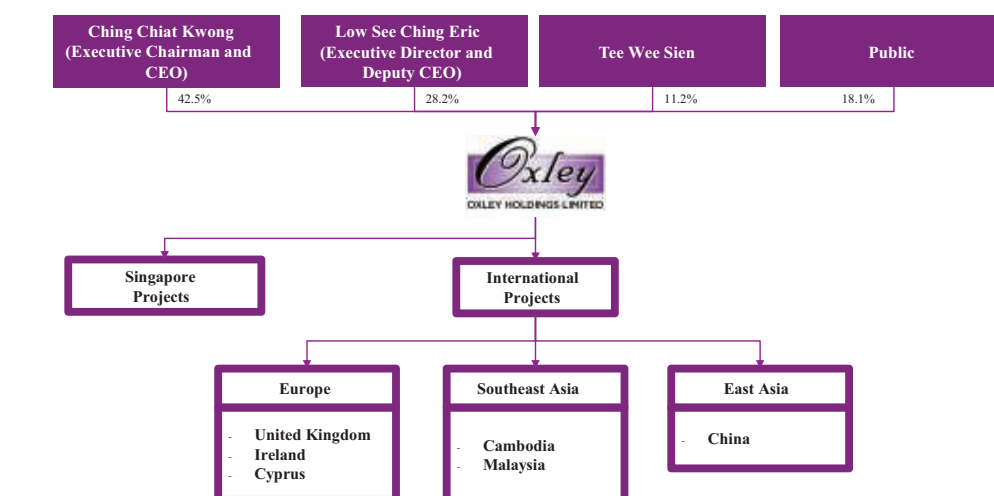 Ching Chiat Kwong
(Executive Chairman and
CEO)
Low See Ching Eric
(Executive Director and
Deputy CEO)
Tee Wee Sien
Public
42.5%
28.2%
11.2%
18.1%
Oxley
OXLEY HOLDINGS LIMITED
Singapore
Projects
International
Projects
Europe
Southeast Asia
East Asia
- United Kingdom
- Ireland
- Cyprus
- Cambodia
- Malaysia
- China